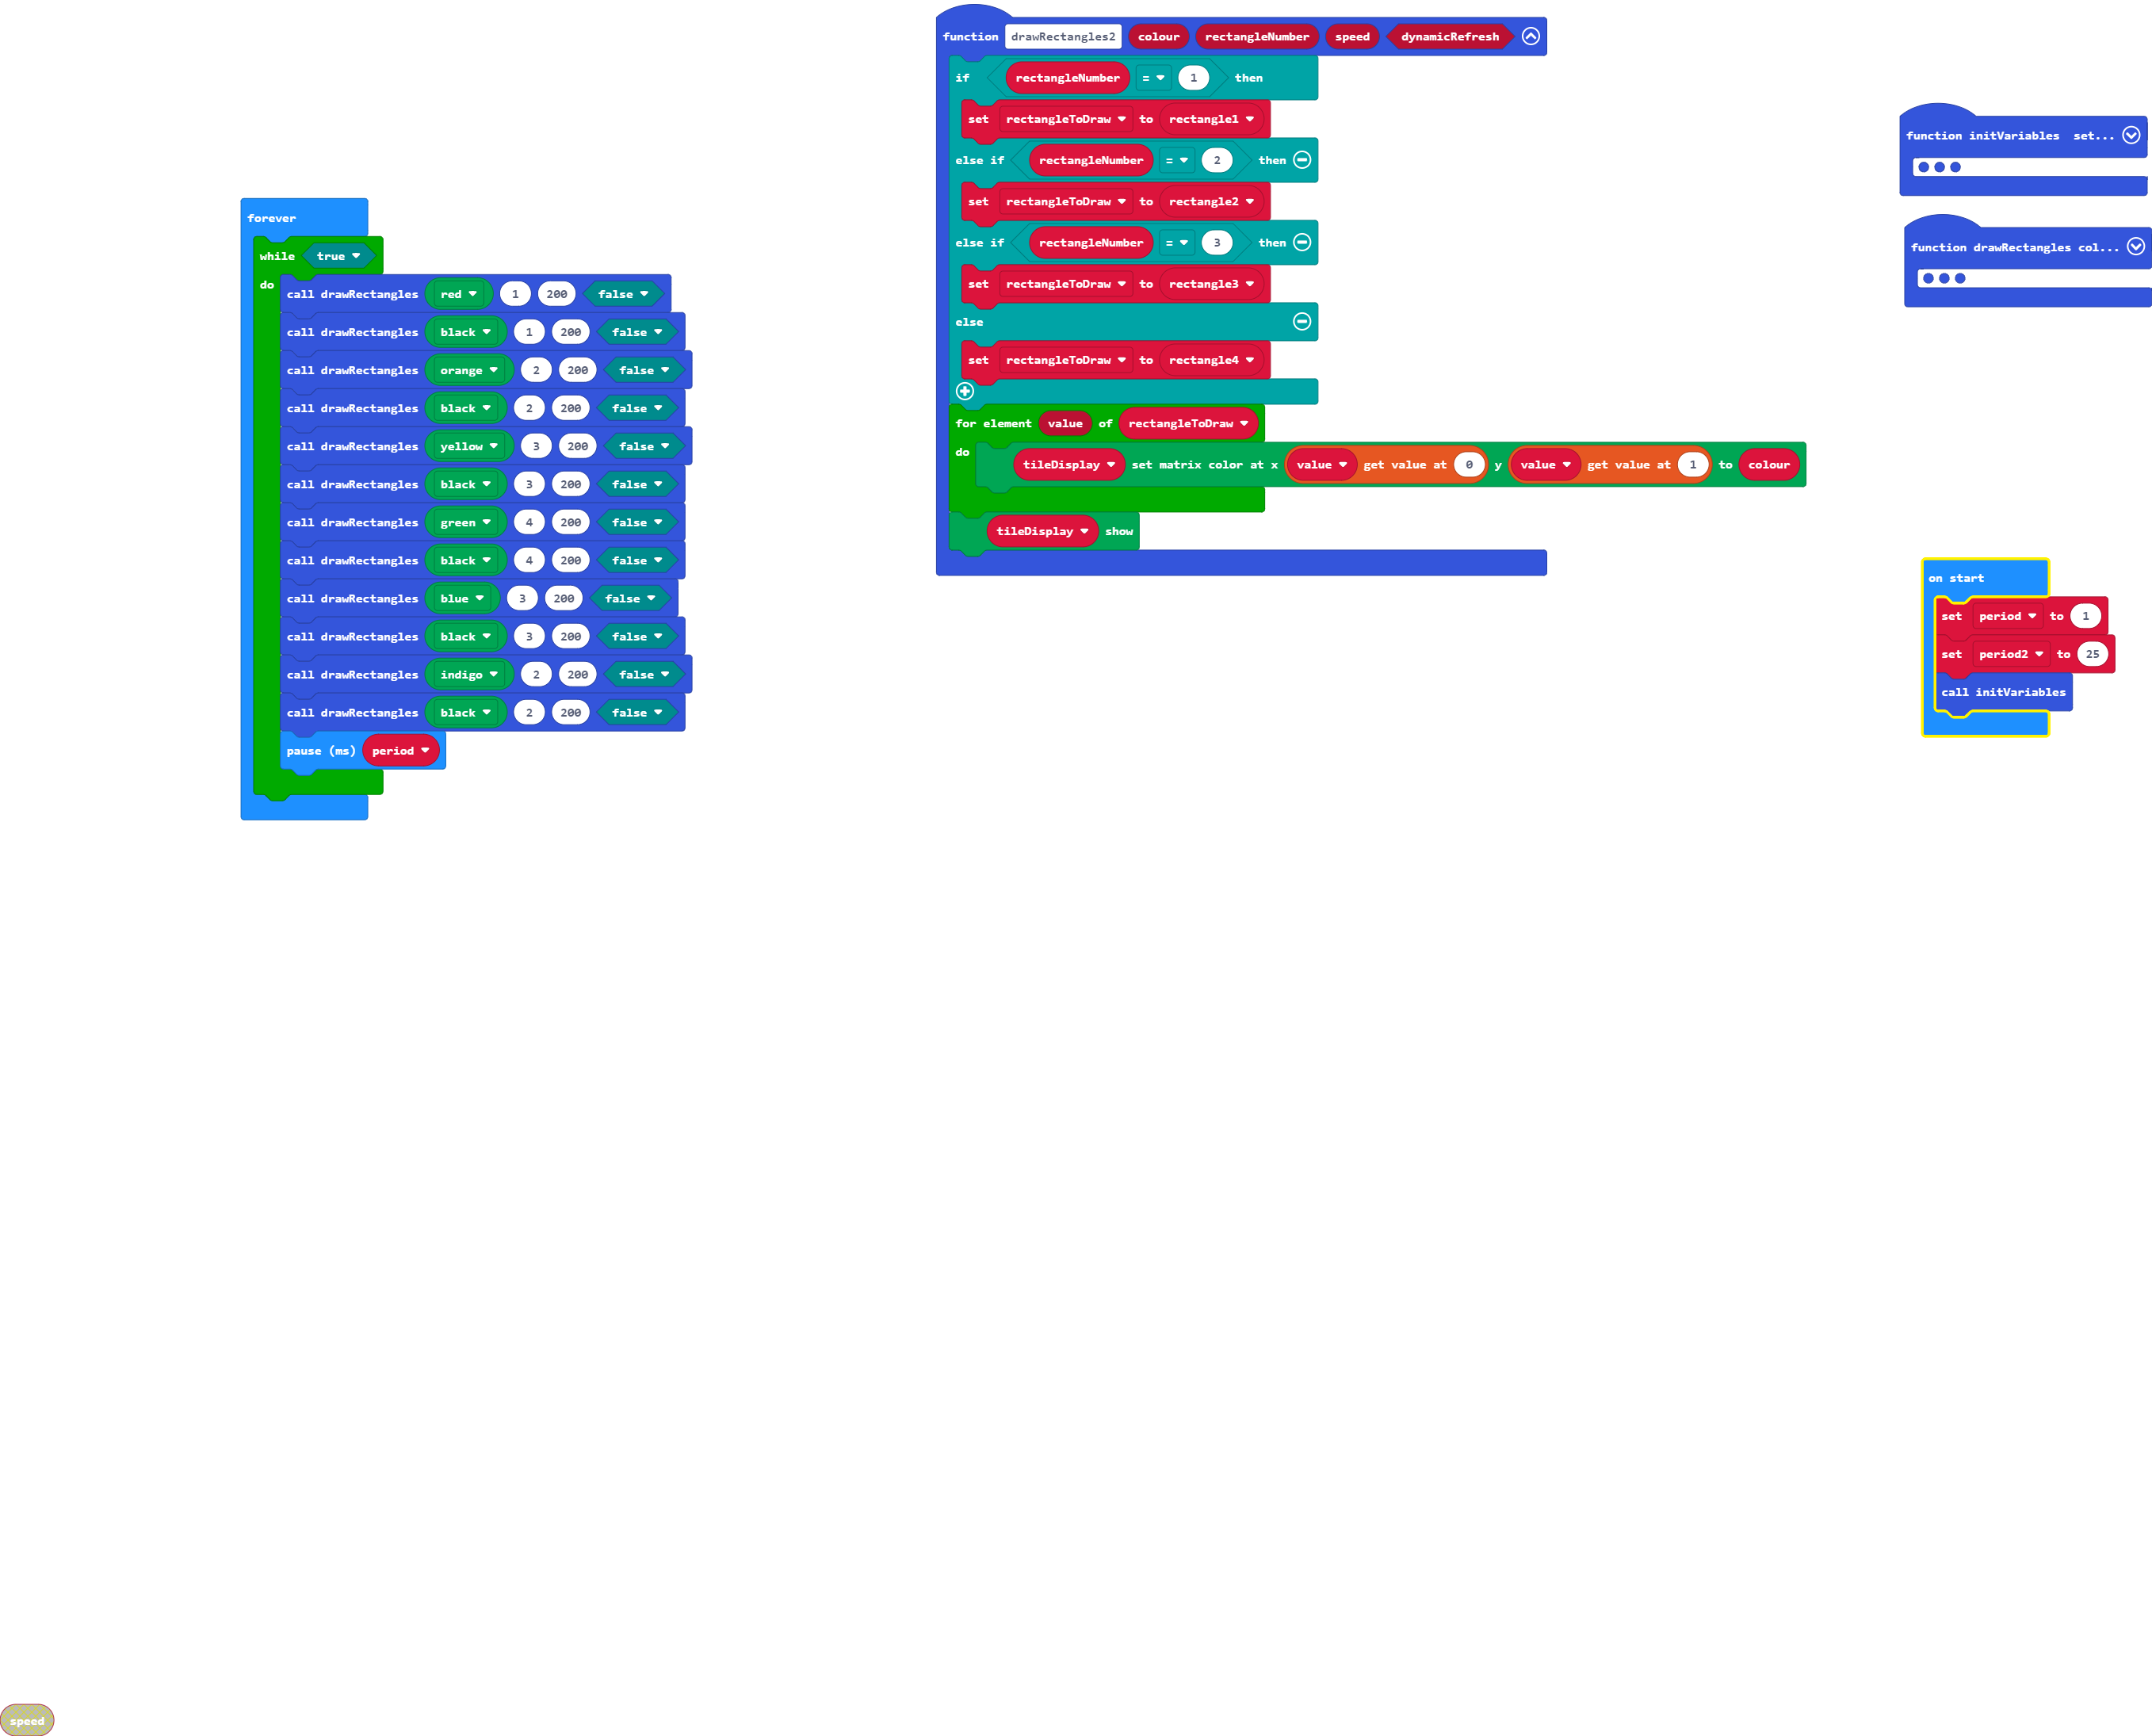 forever
while true
do
call drawRectangles red 1 200 false
call drawRectangles black 1 200 false
call drawRectangles orange 2 200 false
call drawRectangles black 2 200 false
call drawRectangles yellow 3 200 false
call drawRectangles black 3 200 false
call drawRectangles green 4 200 false
call drawRectangles black 4 200 false
call drawRectangles blue 3 200 false
call drawRectangles black 3 200 false
call drawRectangles indigo 2 200 false
call drawRectangles black 2 200 false
pause (ms) period
function drawRectangles2 colour rectangleNumber speed dynamicRefresh
if rectangleNumber = 1 then
set rectangleToDraw to rectangle1
else if rectangleNumber = 2 then
set rectangleToDraw to rectangle2
else if rectangleNumber = 3 then
set rectangleToDraw to rectangle3
else
set rectangleToDraw to rectangle4
for element value of rectangleToDraw
do tileDisplay set matrix color at x value get value at 0 y value get value at 1 to colour
tileDisplay show
function initVariables set...
function drawRectangles col...
on start
set period to 1
set period2 to 25
call initVariables
speed